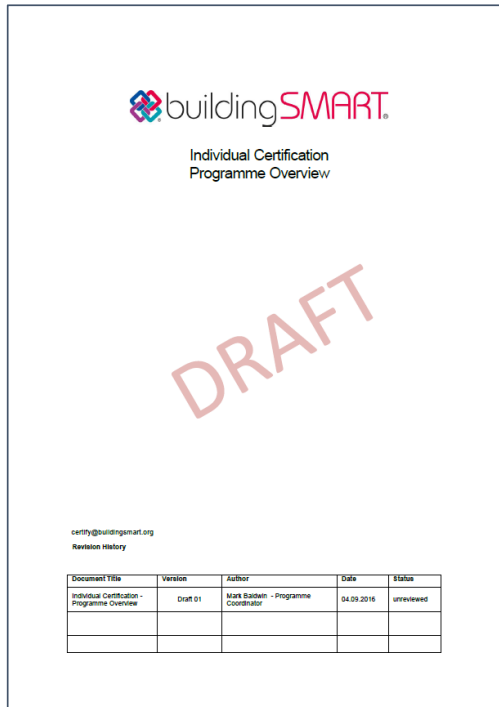 buildingSMART®
Individual Certification
Programme Overview
DRAFT
certify@buildingsmart.org
Revision History
Document Title Version Author Date Status
Individual Certification - Programme Overview Draft 01 Mark Baldwin - Programme Coordinator 04.09.2016 unreviewed